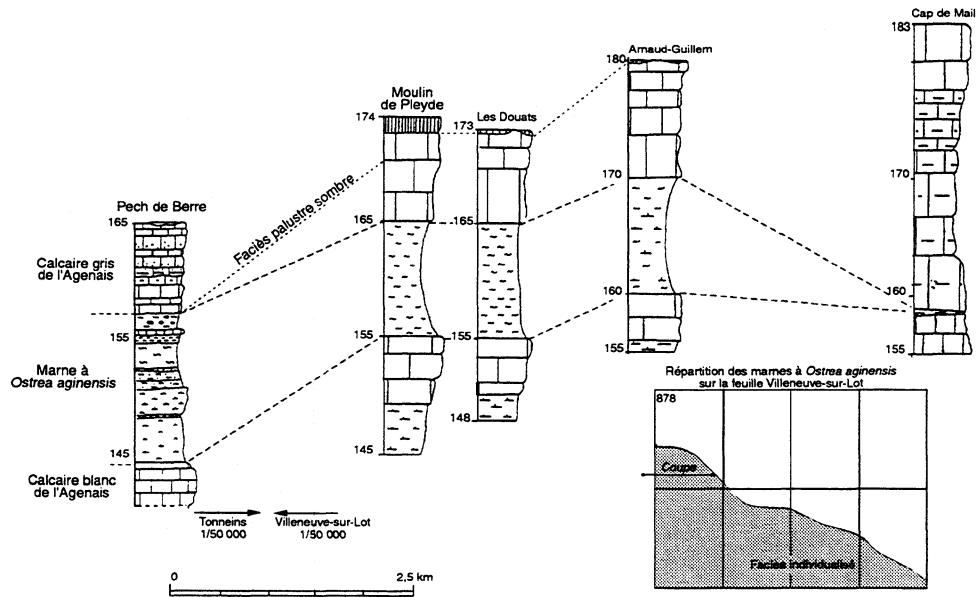 Cap de Mail
183
170
160
155
Arnaud-Guillem
180
170
160
155
Moulin
de Pleyde
174
165
155
145
Les Douats
173
165
155
148
Faciès palustre sombre
Pech de Berre
165
155
145
Calcaire gris
de l'Agenais
Marne à
Ostrea aginensis
Calcaire blanc
de l'Agenais
Tonneins
1/50 000
Villeneuve-sur-Lot
1/50 000
0
2,5 km
Répartition des marnes à Ostrea aginensis
sur la feuille Villeneuve-sur-Lot
878
Coupe
Faciès individualisé